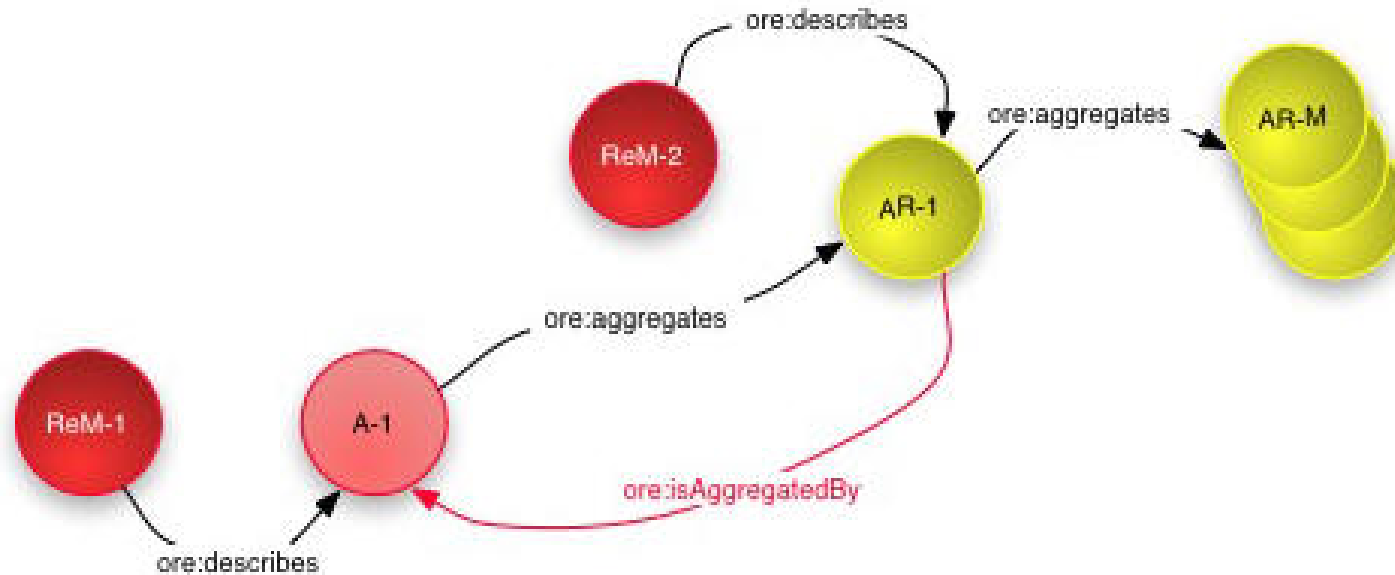 ore:describes
ore:aggregates
AR-M
ReM-2
AR-1
ore:aggregates
ReM-1
A-1
ore:isAggregatedBy
ore:describes